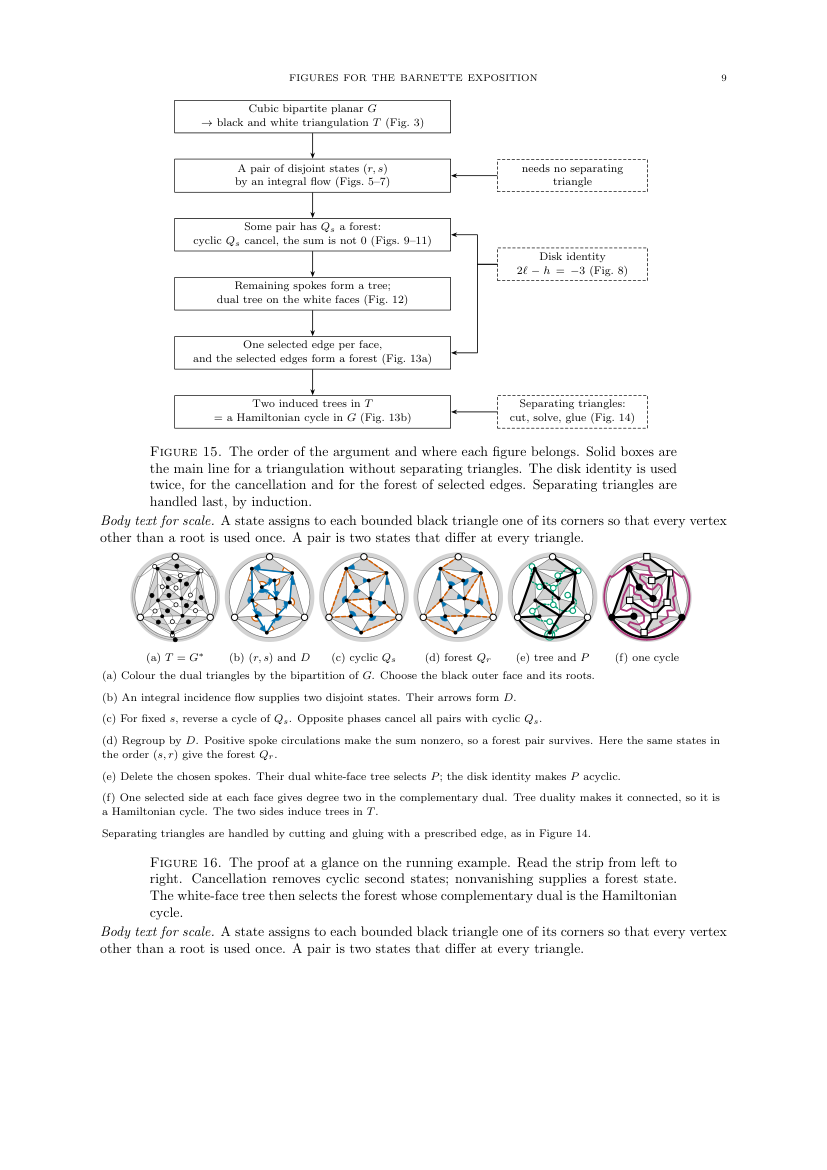 FIGURES FOR THE BARNETTE EXPOSITION 9
Cubic bipartite planar G
→ black and white triangulation T (Fig. 3)
A pair of disjoint states (r, s)
by an integral flow (Figs. 5–7)
needs no separating
triangle
Some pair has Qs a forest:
cyclic Qs cancel, the sum is not 0 (Figs. 9–11)
Disk identity
2ℓ − h = −3 (Fig. 8)
Remaining spokes form a tree;
dual tree on the white faces (Fig. 12)
One selected edge per face,
and the selected edges form a forest (Fig. 13a)
Two induced trees in T
= a Hamiltonian cycle in G (Fig. 13b)
Separating triangles:
cut, solve, glue (Fig. 14)
FIGURE 15. The order of the argument and where each figure belongs. Solid boxes are
the main line for a triangulation without separating triangles. The disk identity is used
twice, for the cancellation and for the forest of selected edges. Separating triangles are
handled last, by induction.
Body text for scale. A state assigns to each bounded black triangle one of its corners so that every vertex
other than a root is used once. A pair is two states that differ at every triangle.
(a) T = G* (b) (r, s) and D (c) cyclic Qs (d) forest Qr (e) tree and P (f) one cycle
(a) Colour the dual triangles by the bipartition of G. Choose the black outer face and its roots.
(b) An integral incidence flow supplies two disjoint states. Their arrows form D.
(c) For fixed s, reverse a cycle of Qs. Opposite phases cancel all pairs with cyclic Qs.
(d) Regroup by D. Positive spoke circulations make the sum nonzero, so a forest pair survives. Here the same states in
the order (s, r) give the forest Qr.
(e) Delete the chosen spokes. Their dual white-face tree selects P; the disk identity makes P acyclic.
(f) One selected side at each face gives degree two in the complementary dual. Tree duality makes it connected, so it is
a Hamiltonian cycle. The two sides induce trees in T.
Separating triangles are handled by cutting and gluing with a prescribed edge, as in Figure 14.
FIGURE 16. The proof at a glance on the running example. Read the strip from left to
right. Cancellation removes cyclic second states; nonvanishing supplies a forest state.
The white-face tree then selects the forest whose complementary dual is the Hamiltonian
cycle.
Body text for scale. A state assigns to each bounded black triangle one of its corners so that every vertex
other than a root is used once. A pair is two states that differ at every triangle.